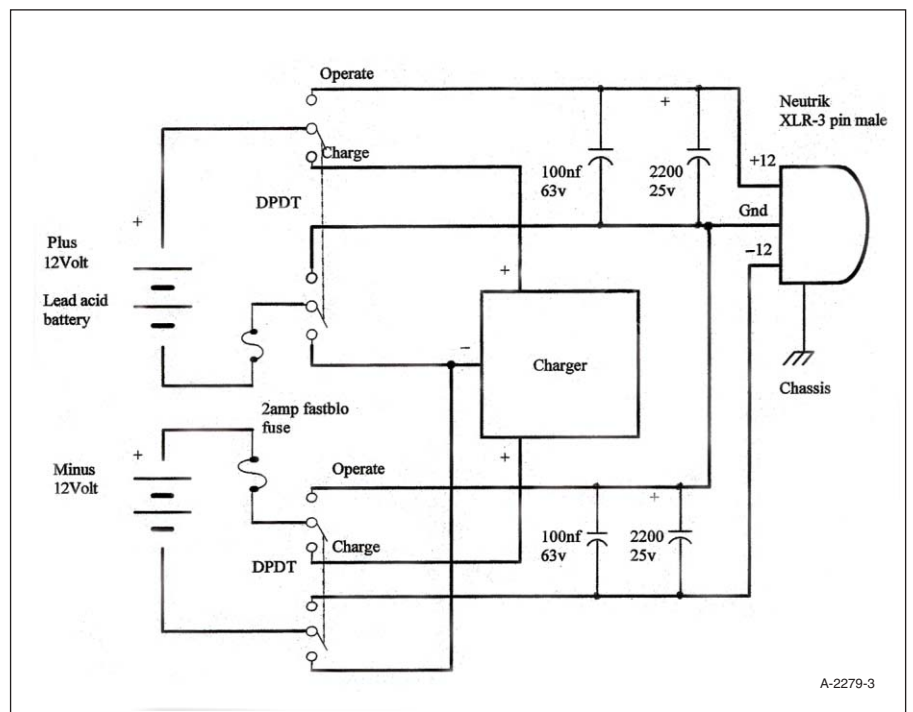 Operate
Neutrik
XLR-3 pin male
+
Charge
100nf
63v
2200
25v
+12
DPDT
Gnd
+
−12
Plus
12Volt
+
Lead acid
battery
−
Charger
Chassis
2amp fastblo
fuse
+
+
Minus
12Volt
Operate
+
Charge
100nf
63v
2200
25v
DPDT
A-2279-3